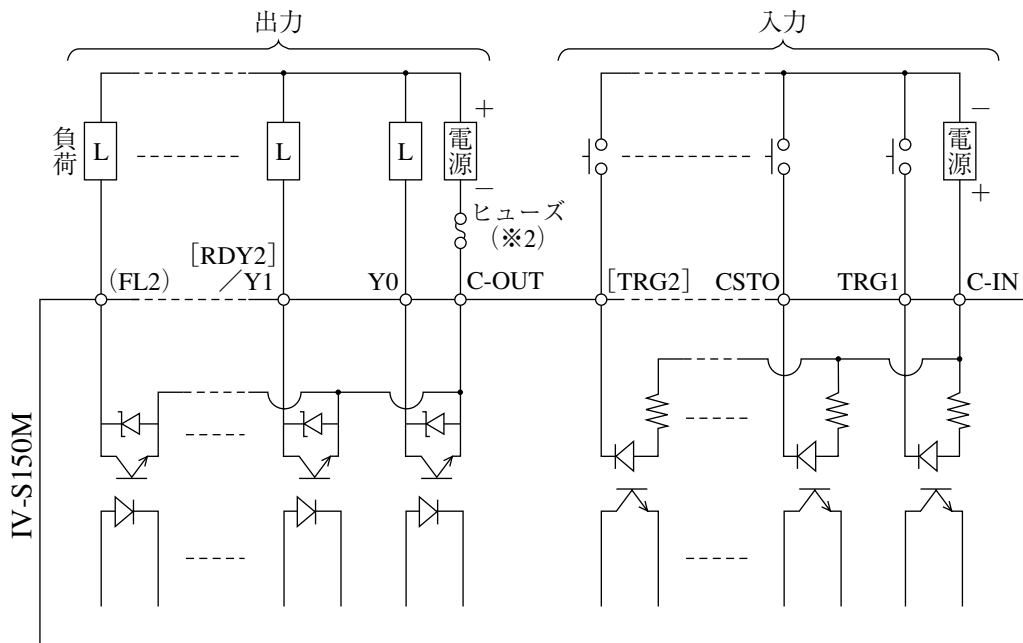 出力
入力
負荷
L
L
L
電源
+
−
ヒューズ
(※2)
電源
−
+
(FL2)
[RDY2]
/Y1
Y0
C-OUT
[TRG2]
CSTO
TRG1
C-IN
IV-S150M